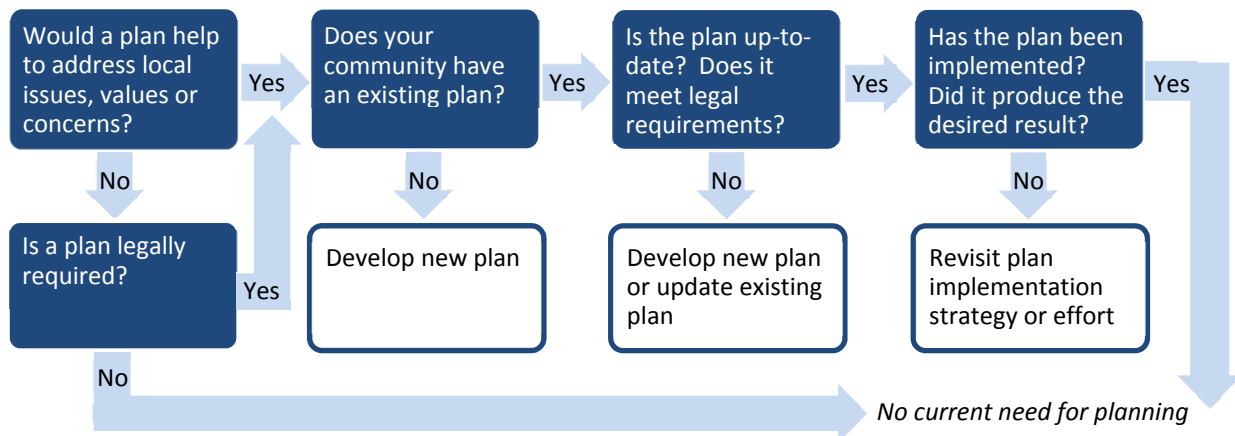 Would a plan help
to address local
issues, values or
concerns?
Yes
Does your
community have
an existing plan?
Yes
Is the plan up-to-
date?  Does it
meet legal
requirements?
Yes
Has the plan been
implemented?
Did it produce the
desired result?
Yes
No
No
No
No
Is a plan legally
required?
Yes
Develop new plan
Develop new plan
or update existing
plan
Revisit plan
implementation
strategy or effort
No
No current need for planning